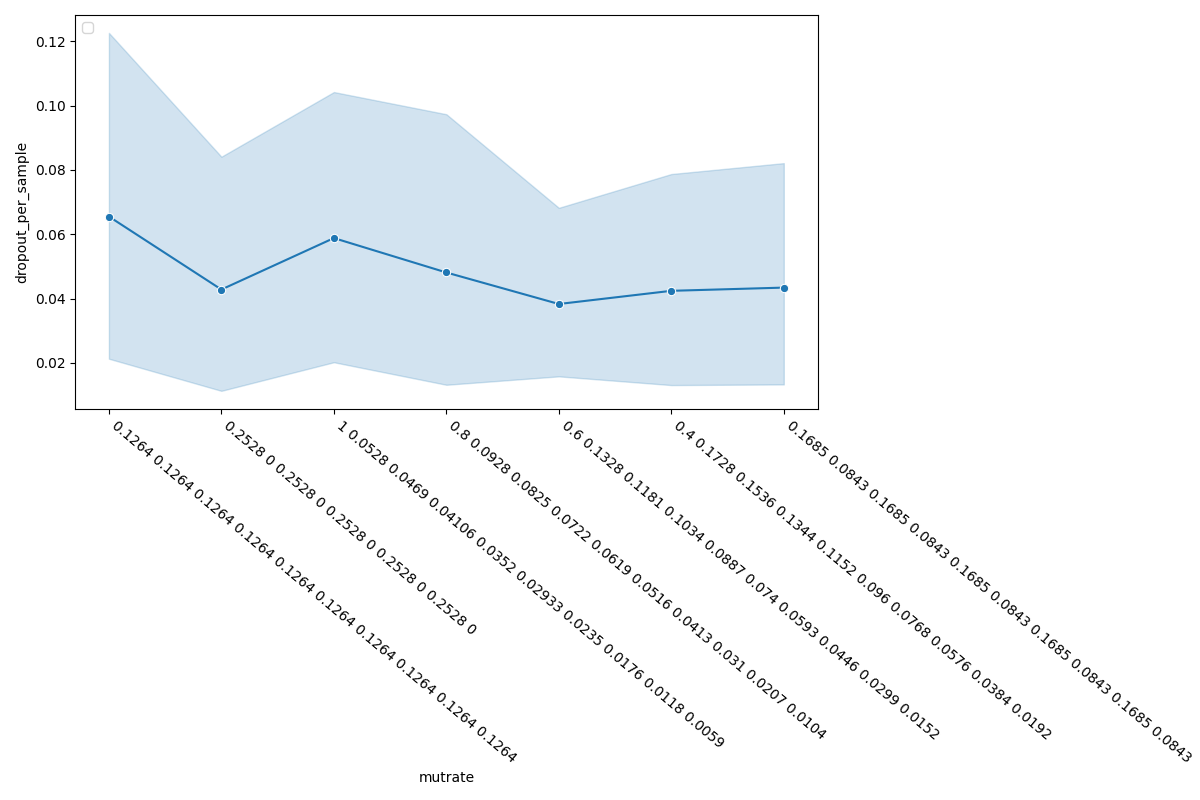 0.12
0.10
0.08
0.06
0.04
0.02
dropout_per_sample
0.1264 0.1264 0.1264 0.1264 0.1264 0.1264 0.1264 0.1264 0.1264 0.1264
0.2528 0 0.2528 0 0.2528 0 0.2528 0 0.2528 0
1 0.0528 0.0469 0.04106 0.0352 0.02933 0.0235 0.0176 0.0118 0.0059
0.8 0.0928 0.0825 0.0722 0.0619 0.0516 0.0413 0.031 0.0207 0.0104
0.6 0.1328 0.1181 0.1034 0.0887 0.074 0.0593 0.0446 0.0299 0.0152
0.4 0.1728 0.1536 0.1344 0.1152 0.096 0.0768 0.0576 0.0384 0.0192
0.1685 0.0843 0.1685 0.0843 0.1685 0.0843 0.1685 0.0843 0.1685 0.0843
mutrate